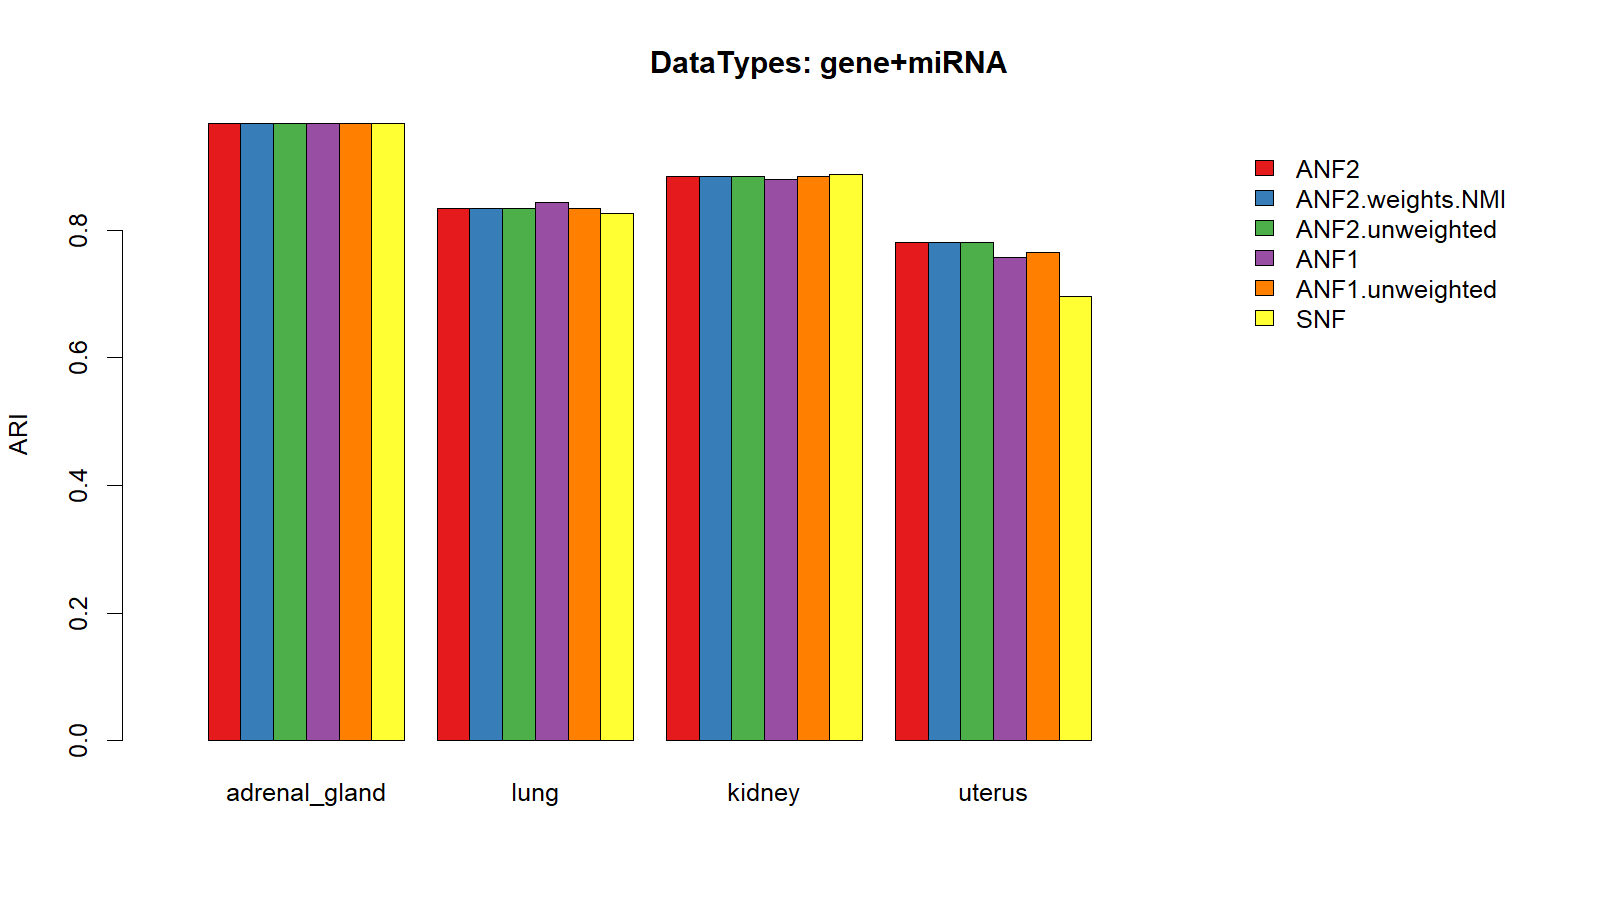 DataTypes: gene+miRNA
ARI
0.8
0.6
0.4
0.2
0.0
adrenal_gland
lung
kidney
uterus
ANF2
ANF2.weights.NMI
ANF2.unweighted
ANF1
ANF1.unweighted
SNF